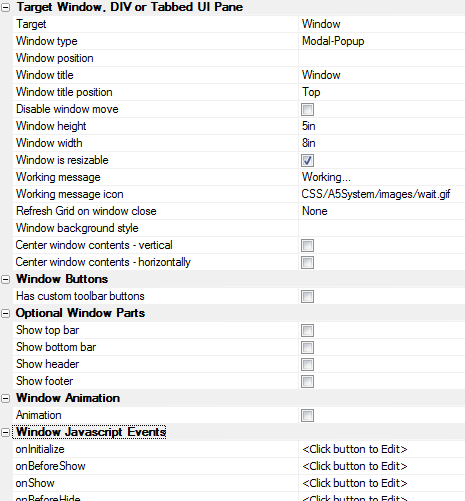 Target Window, DIV or Tabbed UI Pane
Target Window
Window type Modal-Popup
Window position
Window title Window
Window title position Top
Disable window move
Window height 5in
Window width 8in
Window is resizable
Working message Working...
Working message icon CSS/A5System/images/wait.gif
Refresh Grid on window close None
Window background style
Center window contents - vertical
Center window contents - horizontally
Window Buttons
Has custom toolbar buttons
Optional Window Parts
Show top bar
Show bottom bar
Show header
Show footer
Window Animation
Animation
Window Javascript Events
onInitialize <Click button to Edit>
onBeforeShow <Click button to Edit>
onShow <Click button to Edit>
onBeforeHide <Click button to Edit>